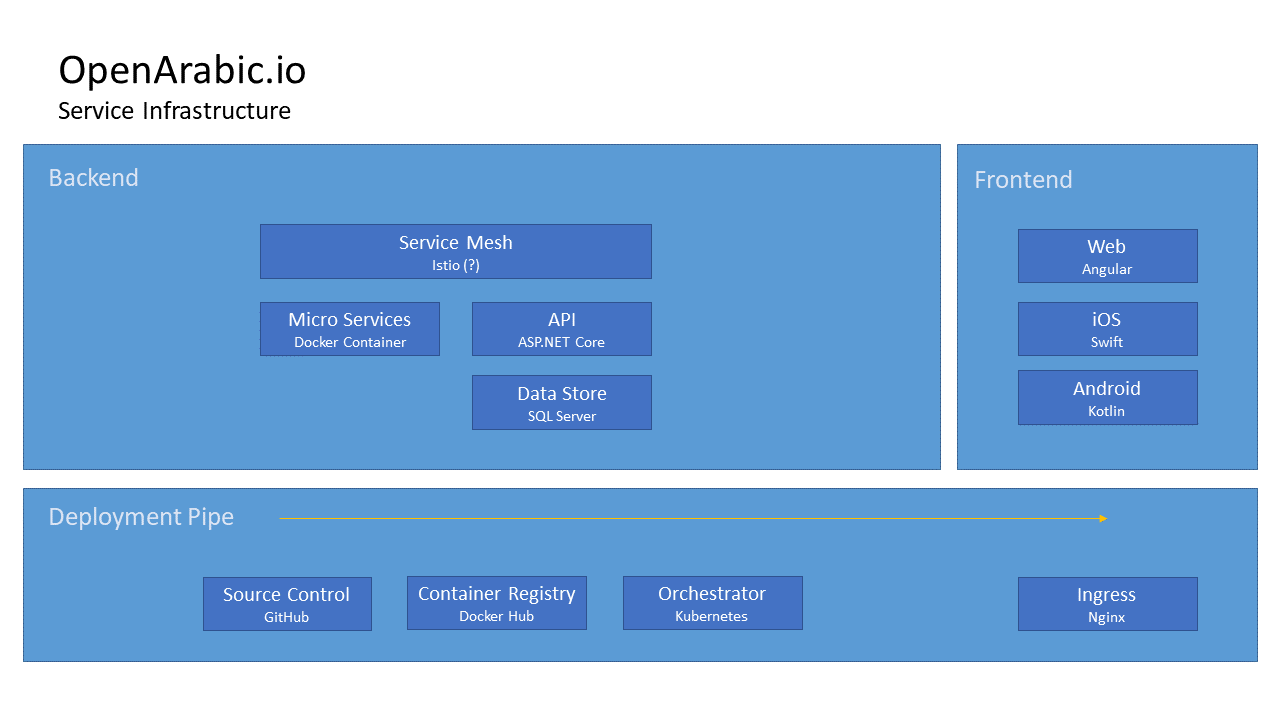 OpenArabic.io
Service Infrastructure
Backend
Service Mesh
Istio (?)
Micro Services
Docker Container
API
ASP.NET Core
Data Store
SQL Server
Frontend
Web
Angular
iOS
Swift
Android
Kotlin
Deployment Pipe
Source Control
GitHub
Container Registry
Docker Hub
Orchestrator
Kubernetes
Ingress
Nginx